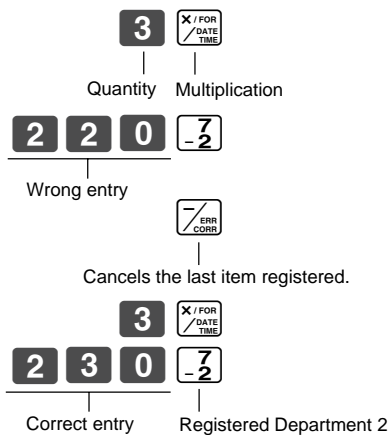 3 X / FOR / DATE TIME
Quantity Multiplication
2 2 0 7 - 2
Wrong entry
− / ERR CORR
Cancels the last item registered.
3 X / FOR / DATE TIME
2 3 0 7 - 2
Correct entry Registered Department 2